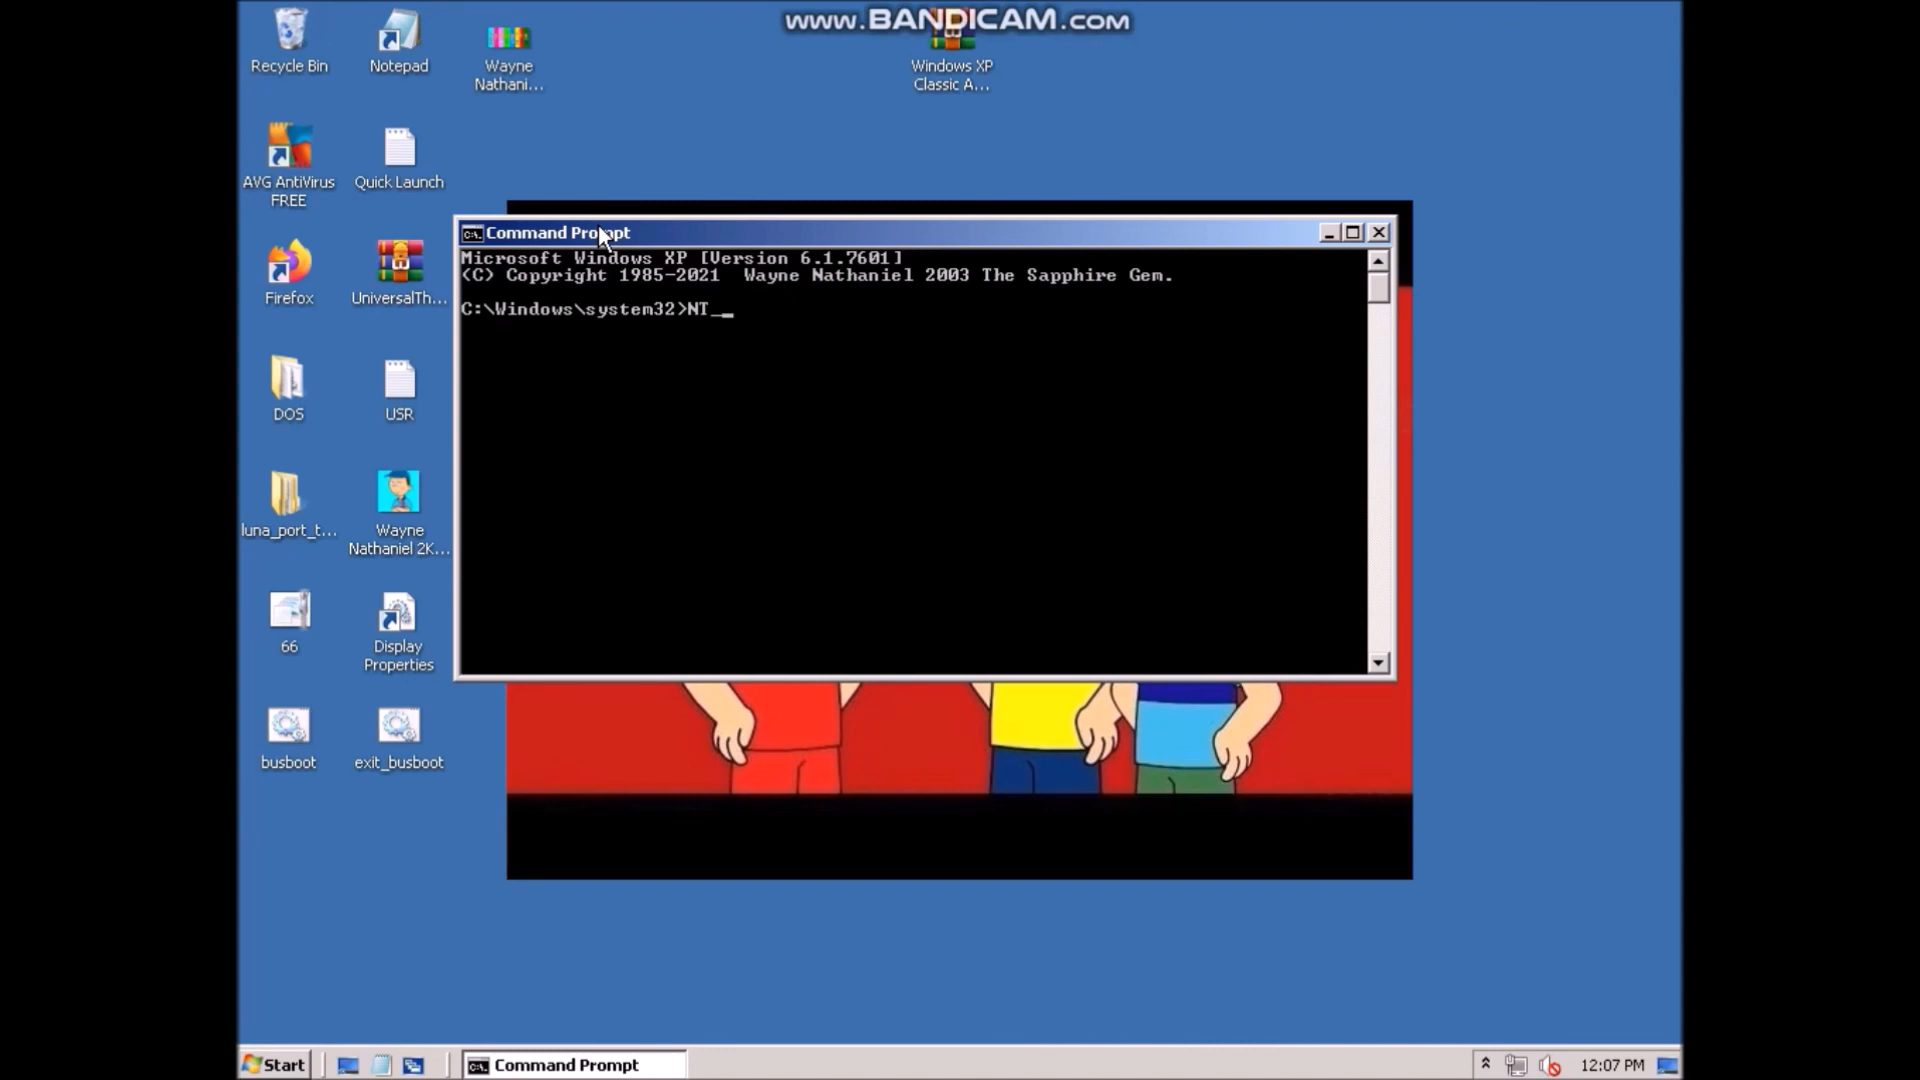 www.BANDICAM.com
Recycle Bin
Notepad
Wayne
Nathani...
Windows XP
Classic A...
AVG AntiVirus
FREE
Quick Launch
Firefox
UniversalTh...
DOS
USR
luna_port_t...
Wayne
Nathaniel 2K...
66
Display
Properties
busboot
exit_busboot
C:\.
Command Prompt
Microsoft Windows XP [Version 6.1.7601]
(C) Copyright 1985-2021  Wayne Nathaniel 2003 The Sapphire Gem.
C:\Windows\system32>NT_
Start
C:\.
Command Prompt
12:07 PM